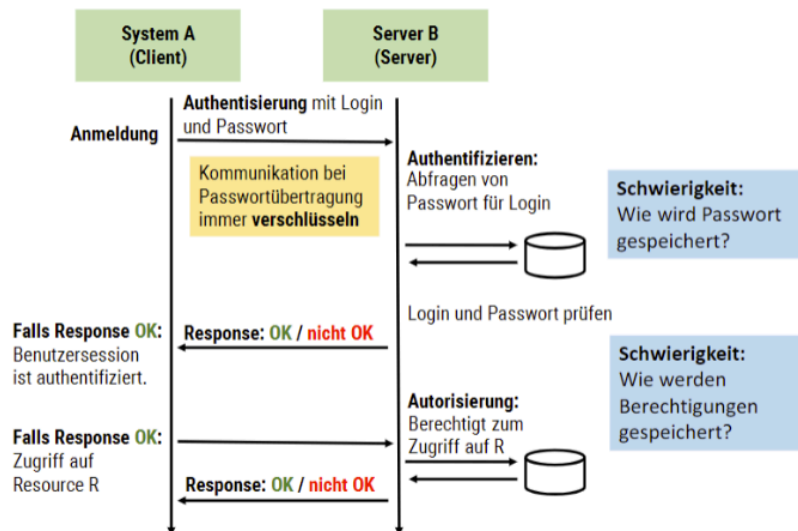 System A
(Client)
Server B
(Server)
Anmeldung
Authentisierung mit Login
und Passwort
Kommunikation bei
Passwortübertragung
immer verschlüsseln
Authentifizieren:
Abfragen von
Passwort für Login
Schwierigkeit:
Wie wird Passwort
gespeichert?
Login und Passwort prüfen
Falls Response OK:
Benutzersession
ist authentifiziert.
Response: OK / nicht OK
Schwierigkeit:
Wie werden
Berechtigungen
gespeichert?
Autorisierung:
Berechtigt zum
Zugriff auf R
Falls Response OK:
Zugriff auf
Resource R
Response: OK / nicht OK